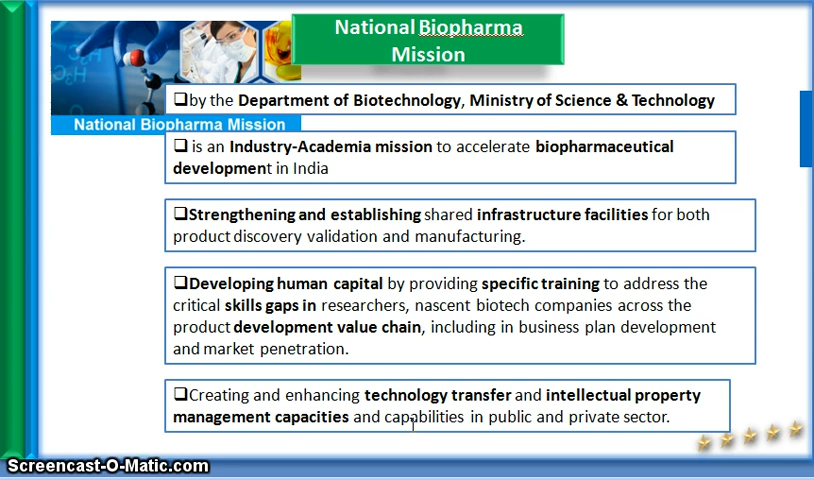 National Biopharma
Mission
National Biopharma Mission
❑by the Department of Biotechnology, Ministry of Science & Technology
❑ is an Industry-Academia mission to accelerate biopharmaceutical
development in India
❑Strengthening and establishing shared infrastructure facilities for both
product discovery validation and manufacturing.
❑Developing human capital by providing specific training to address the
critical skills gaps in researchers, nascent biotech companies across the
product development value chain, including in business plan development
and market penetration.
❑Creating and enhancing technology transfer and intellectual property
management capacities and capabilities in public and private sector.
Screencast-O-Matic.com